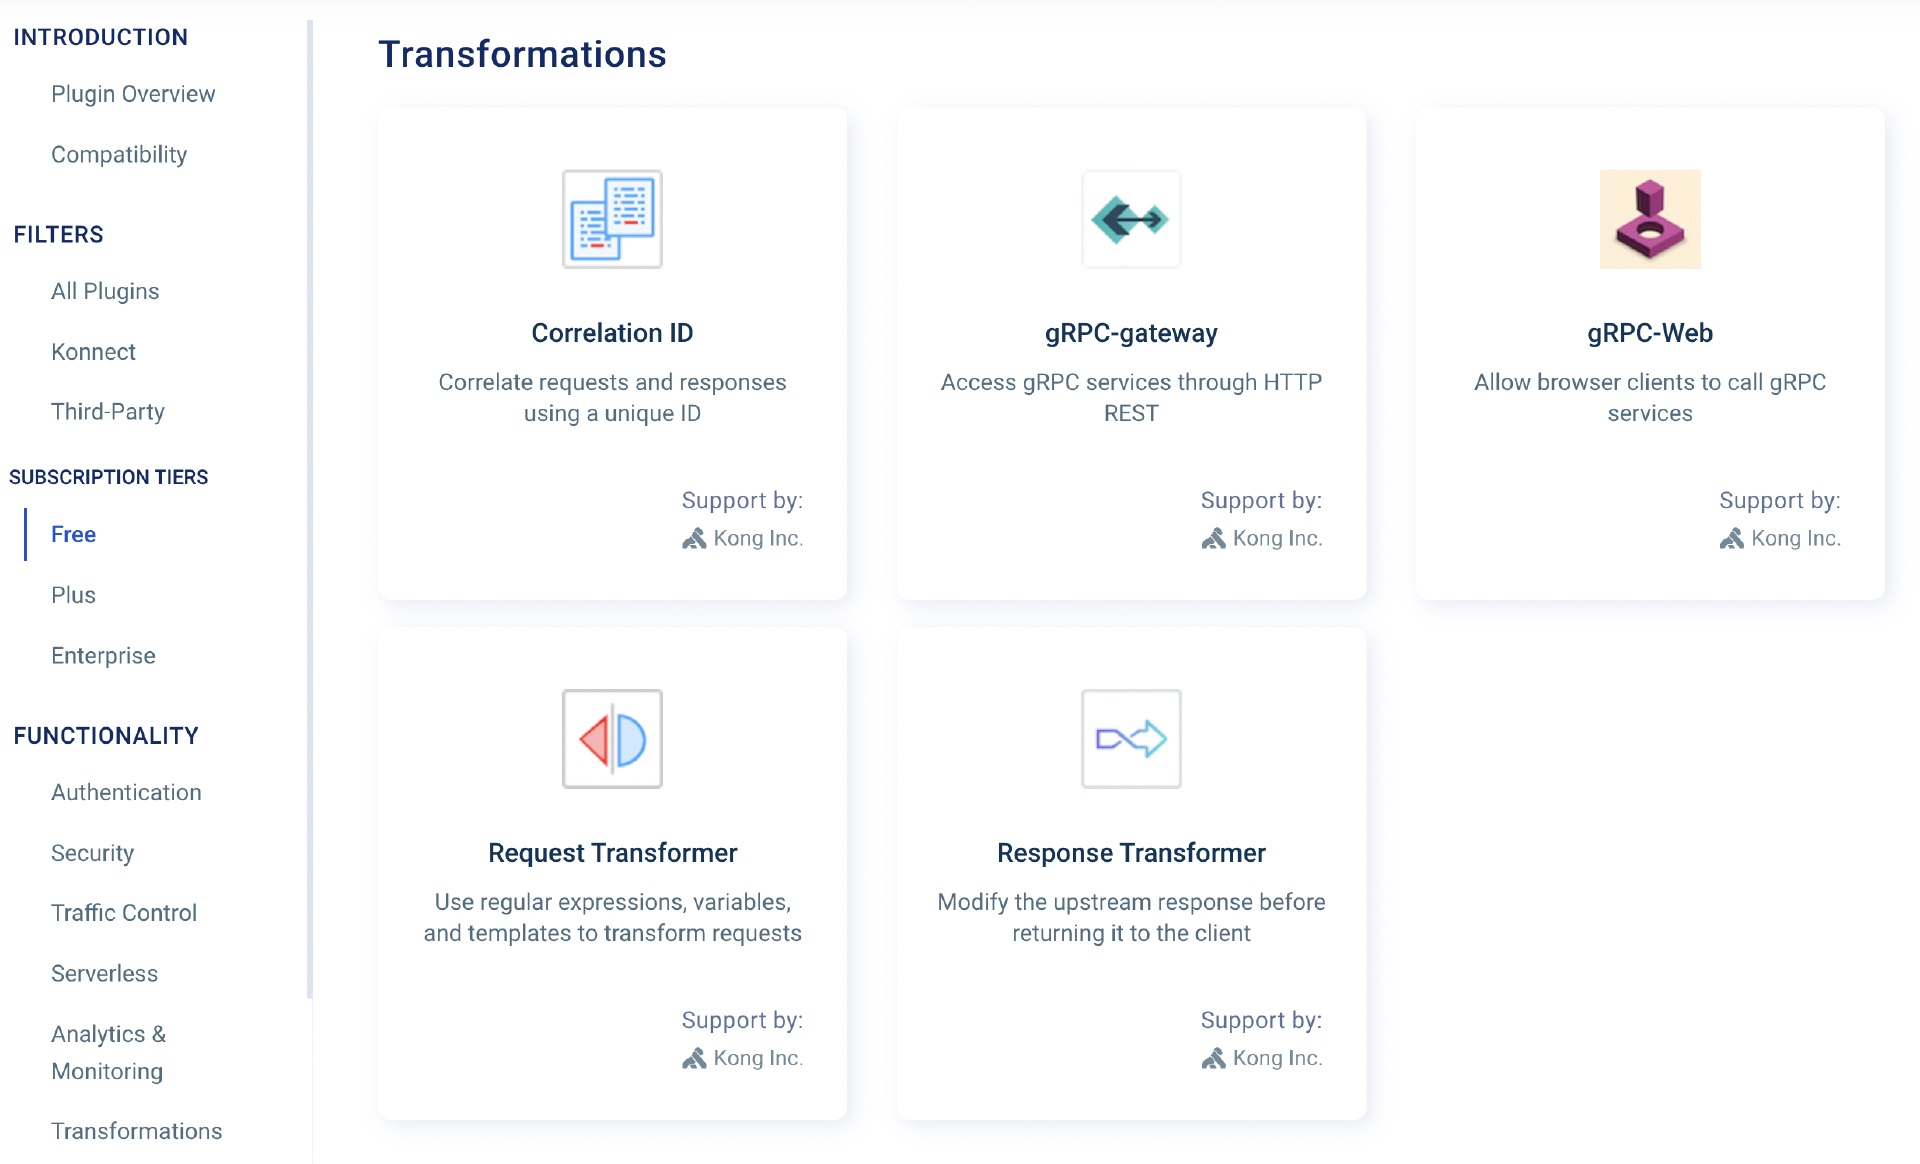 INTRODUCTION
Plugin Overview
Compatibility
FILTERS
All Plugins
Konnect
Third-Party
SUBSCRIPTION TIERS
Free
Plus
Enterprise
FUNCTIONALITY
Authentication
Security
Traffic Control
Serverless
Analytics &
Monitoring
Transformations
Transformations
Correlation ID
Correlate requests and responses
using a unique ID
Support by:
Kong Inc.
gRPC-gateway
Access gRPC services through HTTP
REST
Support by:
Kong Inc.
gRPC-Web
Allow browser clients to call gRPC
services
Support by:
Kong Inc.
Request Transformer
Use regular expressions, variables,
and templates to transform requests
Support by:
Kong Inc.
Response Transformer
Modify the upstream response before
returning it to the client
Support by:
Kong Inc.